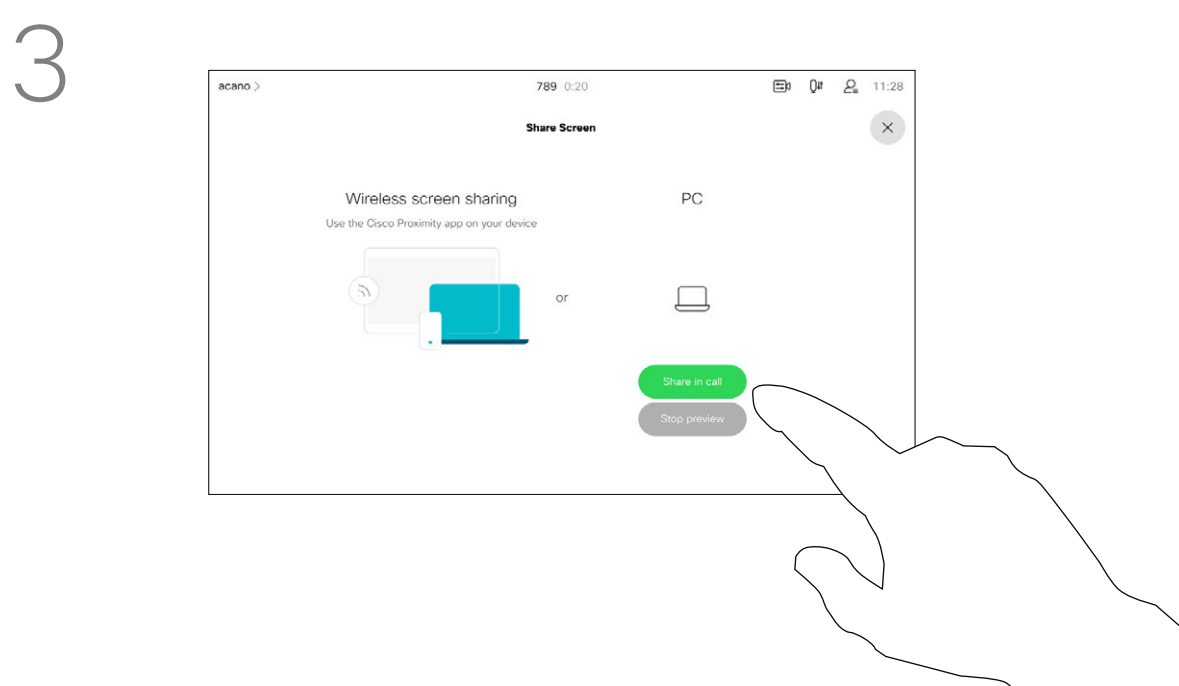 3
acano >
789 0:20
11:28
Share Screen
Wireless screen sharing
Use the Cisco Proximity app on your device
or
PC
Share in call
Stop preview